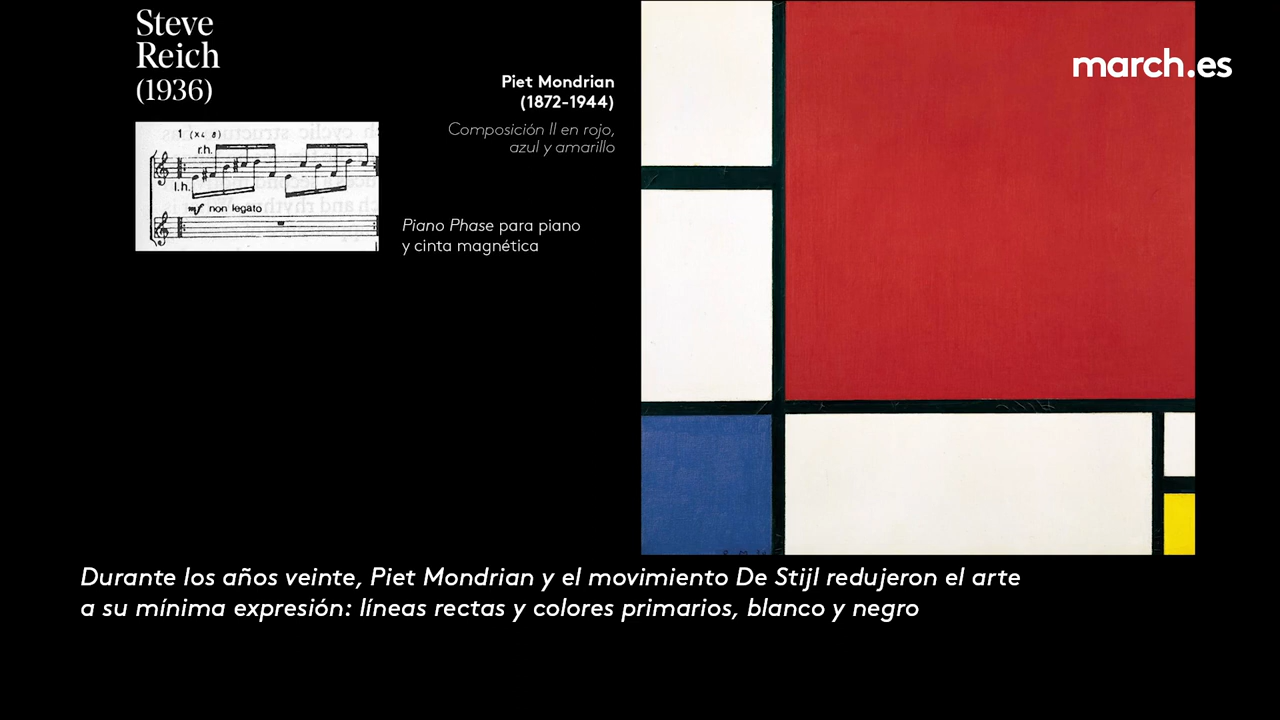 Steve
Reich
(1936)
1 (x4-8)
r.h.
l.h.
mf non legato
Piano Phase para piano
y cinta magnética
Piet Mondrian
(1872-1944)
Composición II en rojo,
azul y amarillo
march.es
Durante los años veinte, Piet Mondrian y el movimiento De Stijl redujeron el arte
a su mínima expresión: líneas rectas y colores primarios, blanco y negro